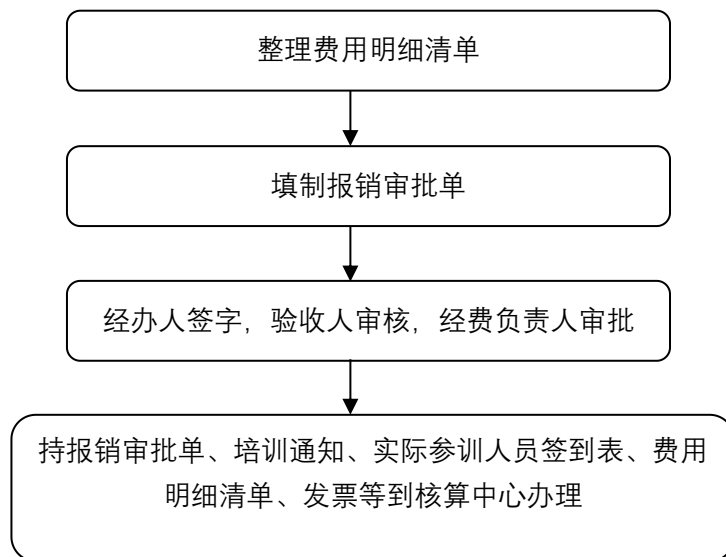 整理费用明细清单
填制报销审批单
经办人签字，验收人审核，经费负责人审批
持报销审批单、培训通知、实际参训人员签到表、费用
明细清单、发票等到核算中心办理